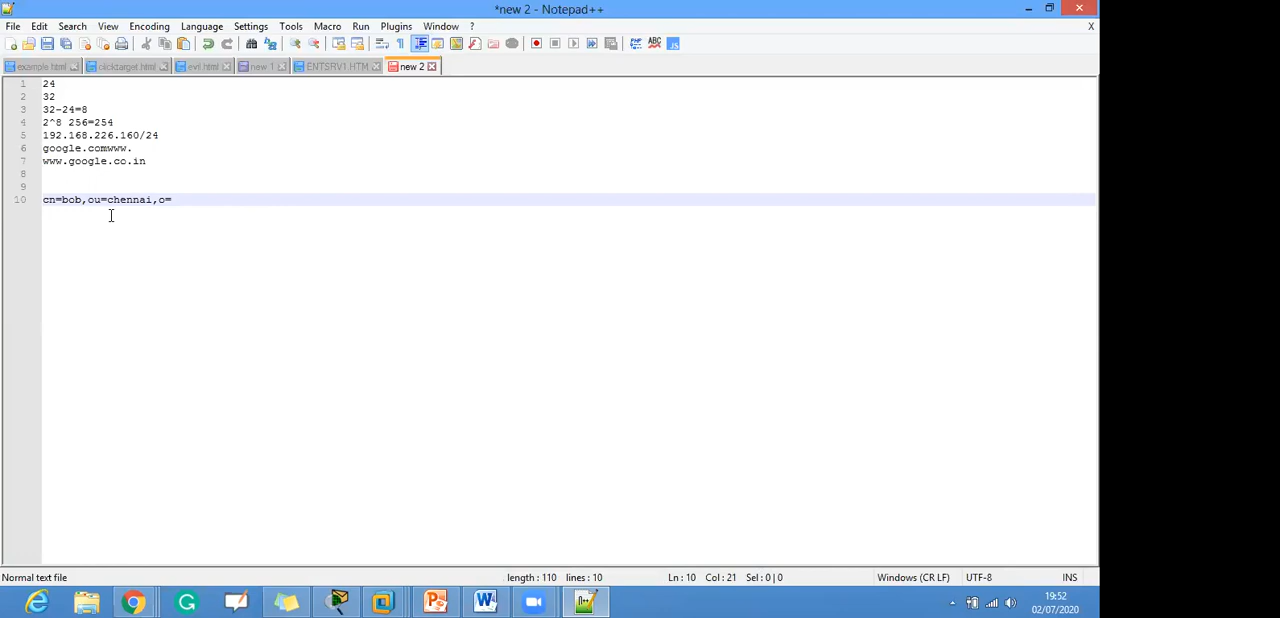 *new 2 - Notepad++
File Edit Search View Encoding Language Settings Tools Macro Run Plugins Window ? X
example.html clicktarget.html evil.html new 1 ENTSRV1.HTM new 2
1 24
2 32
3 32-24=8
4 2^8 256=254
5 192.168.226.160/24
6 google.comwww.
7 www.google.co.in
8
9
10 cn=bob,ou=chennai,o=
Normal text file length : 110 lines : 10 Ln : 10 Col : 21 Sel : 0 | 0 Windows (CR LF) UTF-8 INS
19:52
02/07/2020